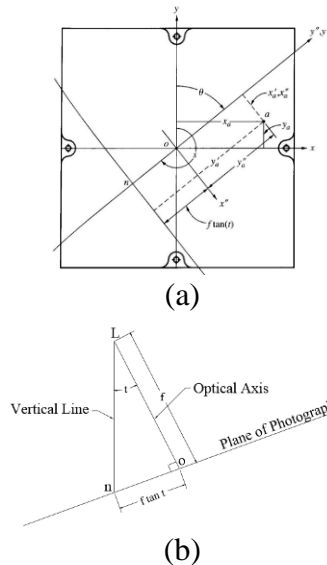 y
y'', y'
θ
x'ₐ, x''ₐ
xₐ
a
yₐ
o
s
x
y'ₐ
y''ₐ
n
x''
f tan(t)
(a)
L
t
f
Optical Axis
Vertical Line
Plane of Photograph
o
n
f tan t
(b)